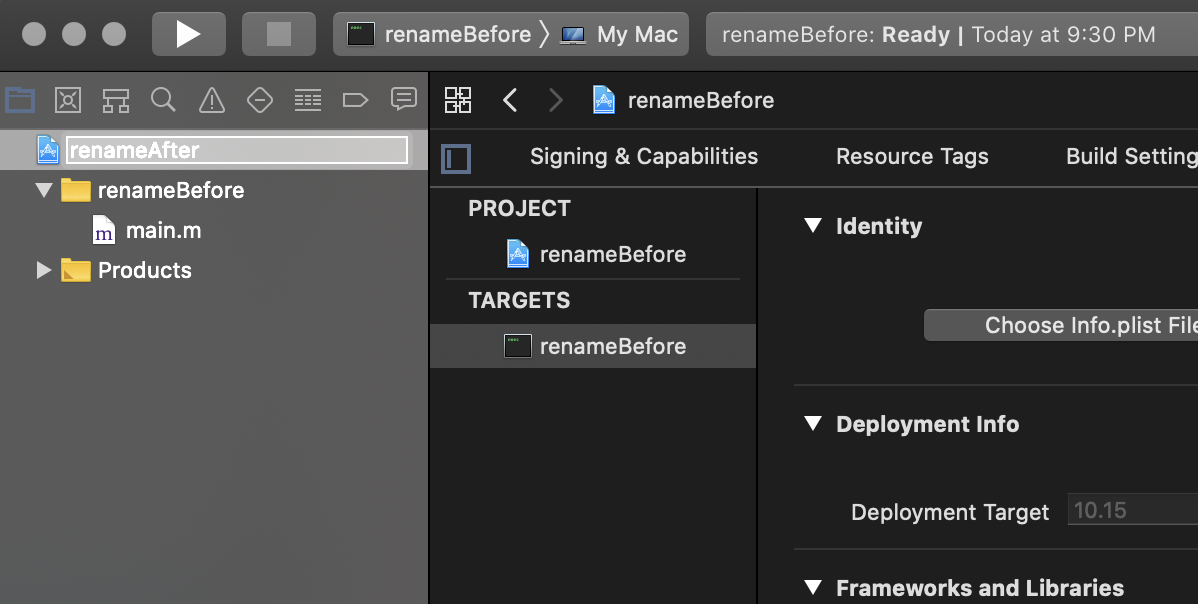 renameBefore 〉 My Mac
renameBefore: Ready | Today at 9:30 PM
renameAfter
renameBefore
main.m
Products
renameBefore
Signing & Capabilities Resource Tags Build Setting
PROJECT
renameBefore
TARGETS
renameBefore
Identity
Choose Info.plist File
Deployment Info
Deployment Target 10.15
Frameworks and Libraries